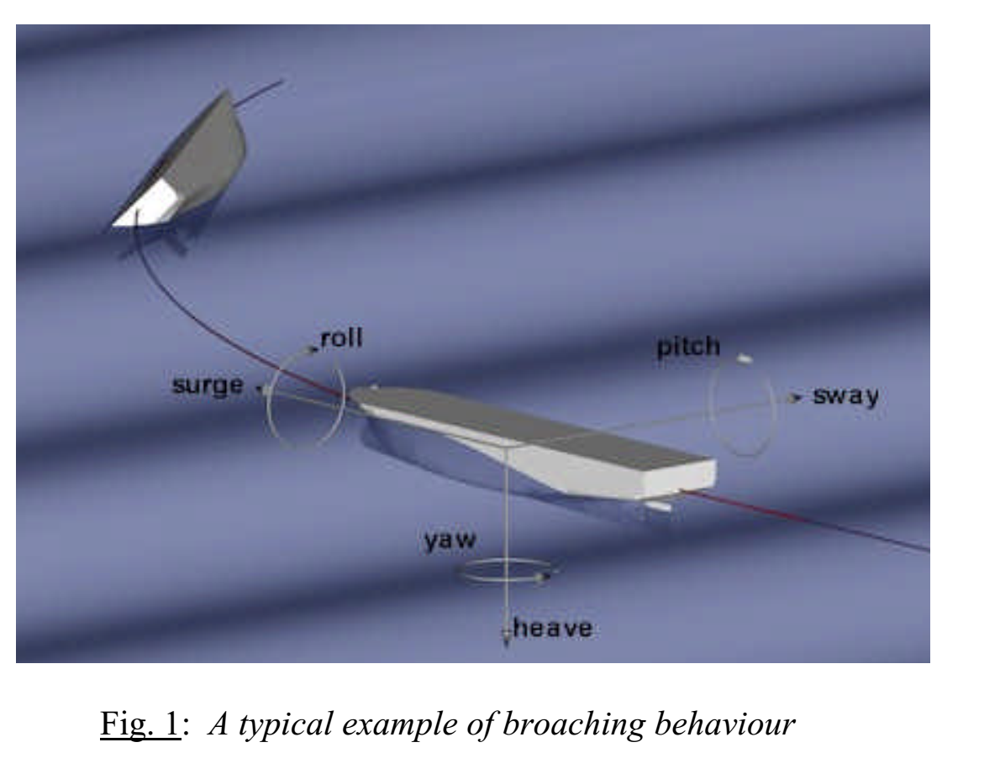 roll
pitch
surge
sway
yaw
heave
Fig. 1: A typical example of broaching behaviour